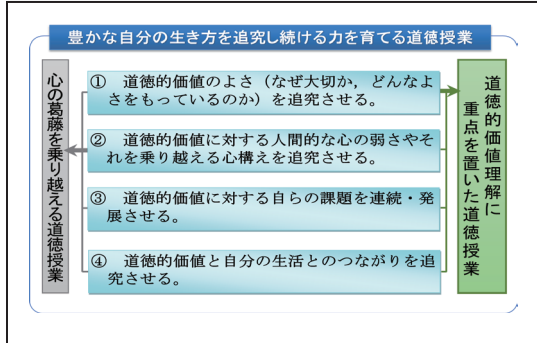 豊かな自分の生き方を追究し続ける力を育てる道徳授業
心の葛藤を乗り越える道徳授業
① 道徳的価値のよさ（なぜ大切か，どんなよ
さをもっているのか）を追究させる。
② 道徳的価値に対する人間的な心の弱さやそ
れを乗り越える心構えを追究させる。
③ 道徳的価値に対する自らの課題を連続・発
展させる。
④ 道徳的価値と自分の生活とのつながりを追
究させる。
道徳的価値理解に
重点を置いた道徳授業